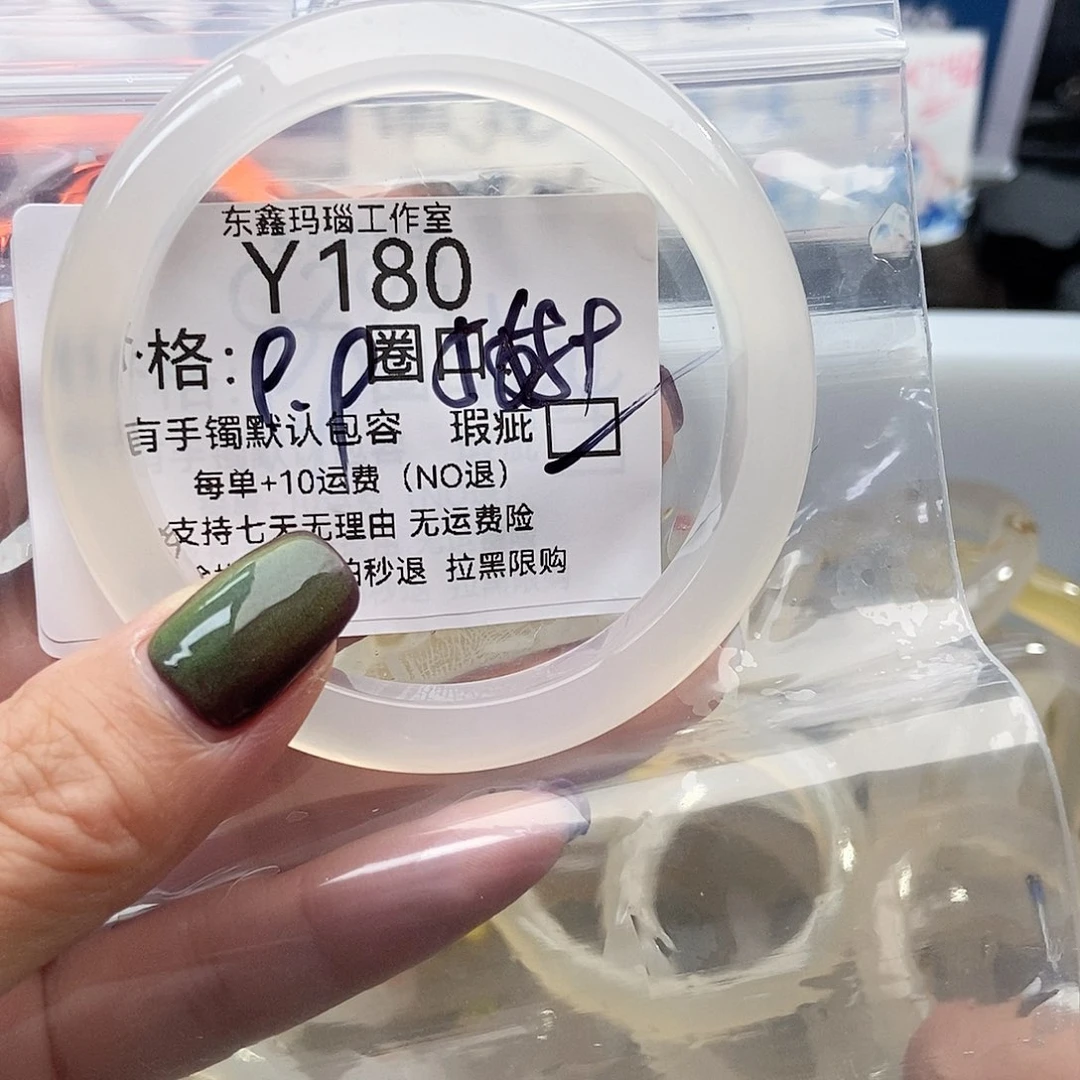 东鑫玛瑙工作室
Y180
格: P.P 圈口:
有手镯默认包容 瑕疵
每单+10运费（NO退）
支持七天无理由 无运费险
拍秒退 拉黑限购